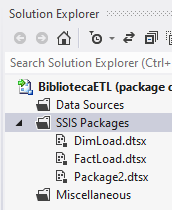 Solution Explorer
Search Solution Explorer (Ctrl+
BibliotecaETL (package d
Data Sources
SSIS Packages
DimLoad.dtsx
FactLoad.dtsx
Package2.dtsx
Miscellaneous